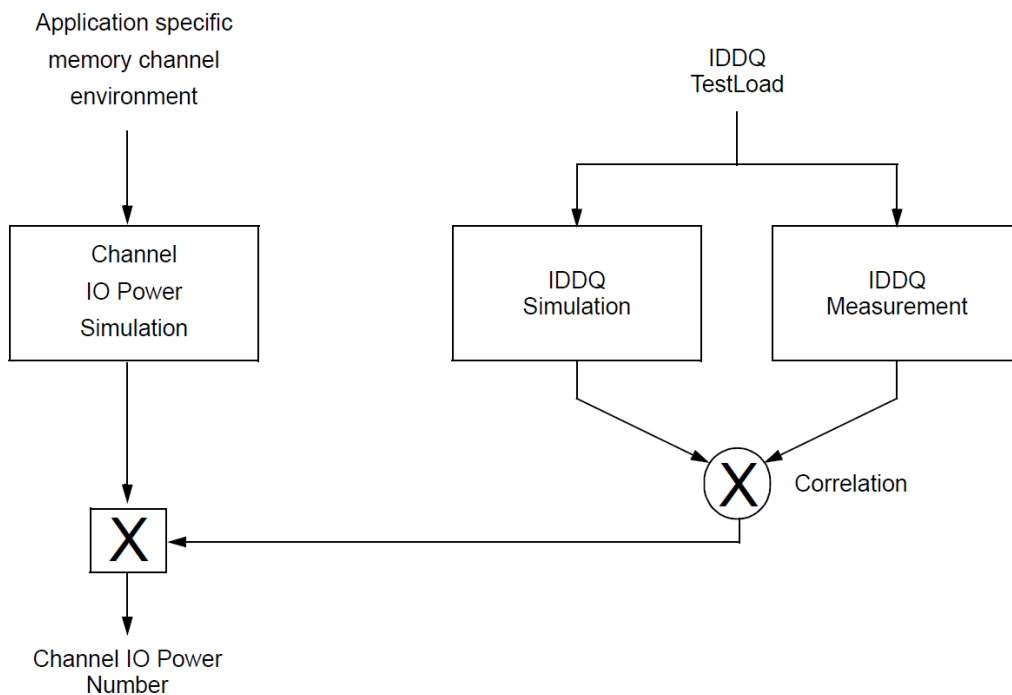 Application specific
memory channel
environment
IDDQ
TestLoad
Channel
IO Power
Simulation
IDDQ
Simulation
IDDQ
Measurement
X
Correlation
X
Channel IO Power
Number